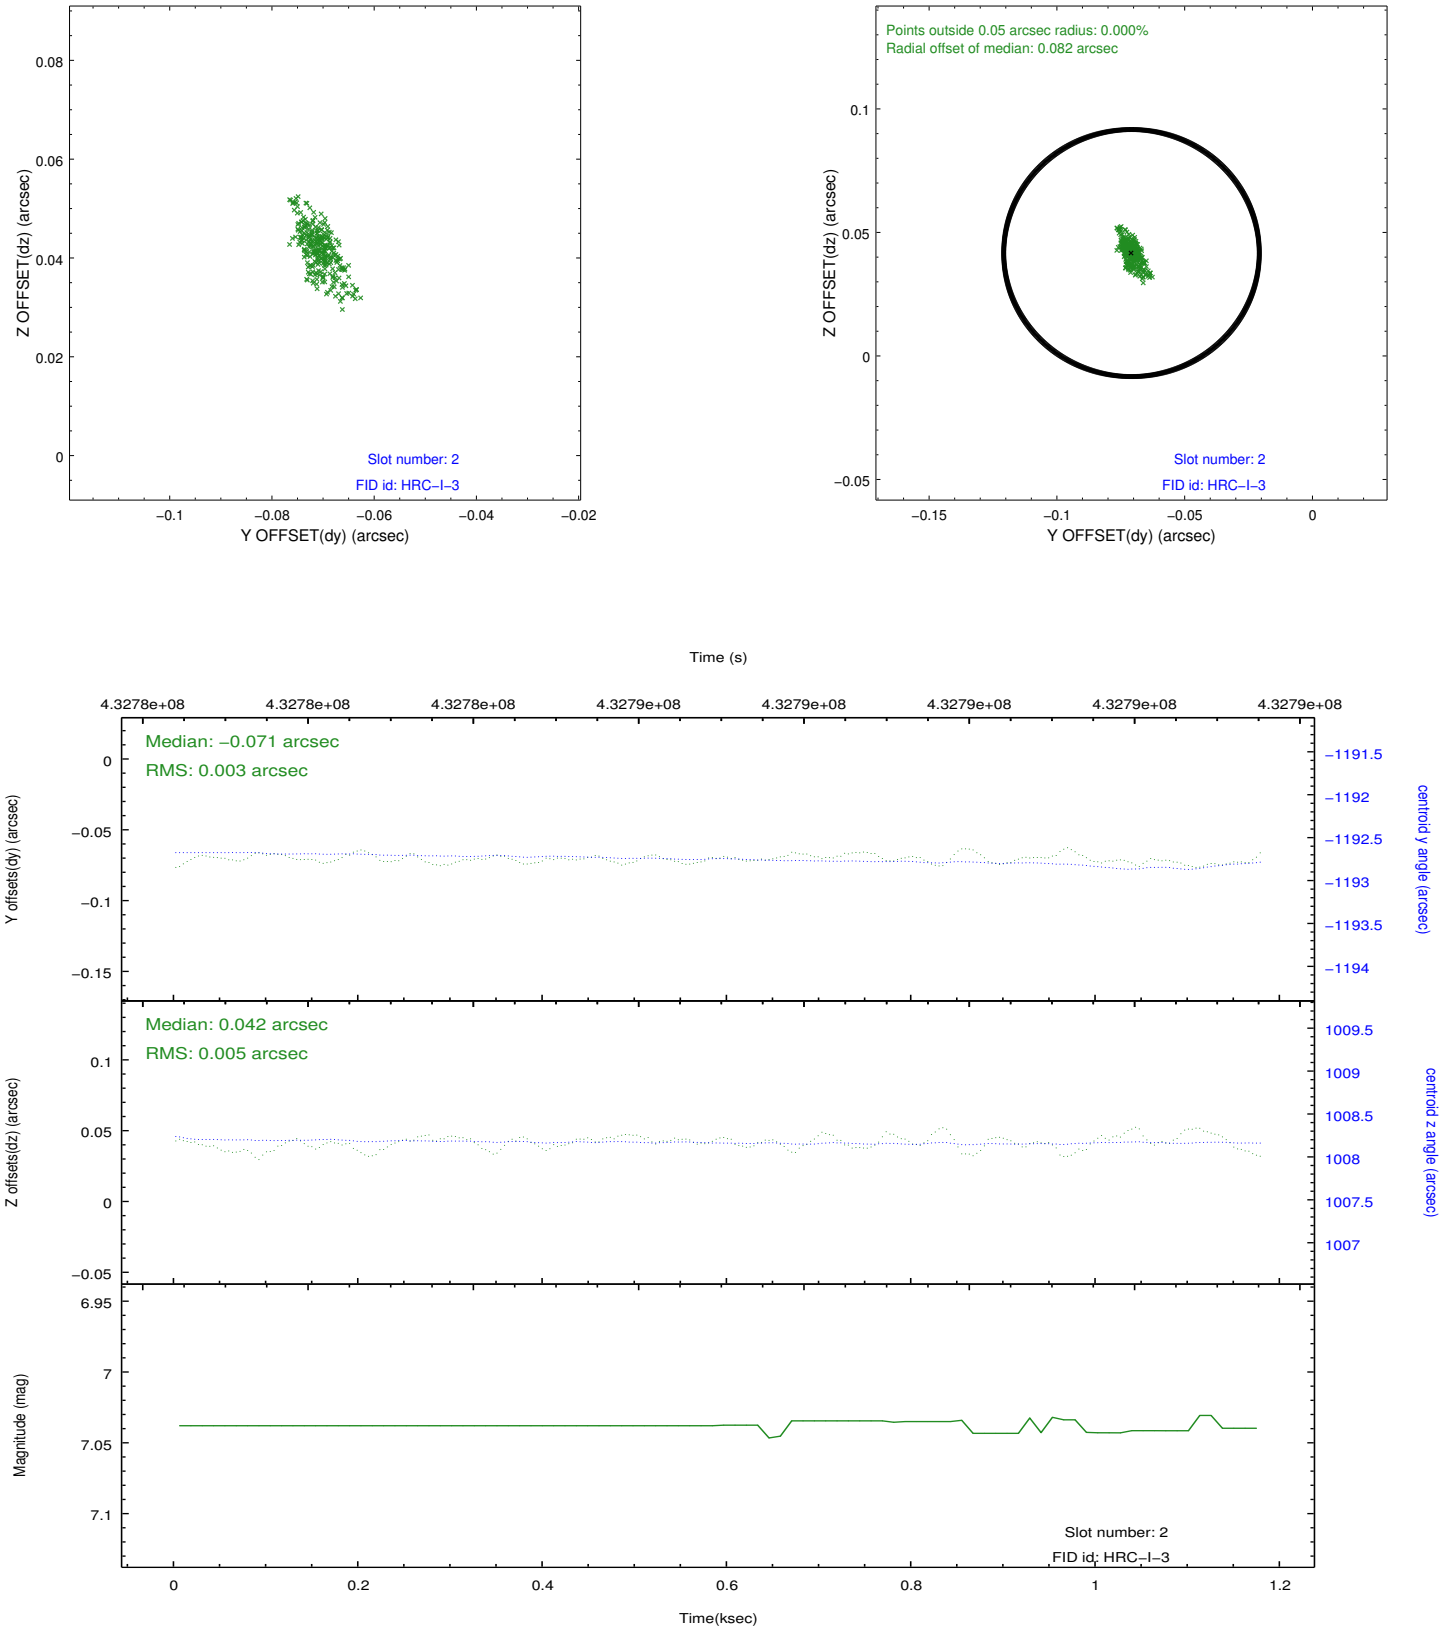 0.08
0.06
0.04
0.02
0
Z OFFSET(dz) (arcsec)
Slot number: 2
FID id: HRC−I−3
−0.1 −0.08 −0.06 −0.04 −0.02
Y OFFSET(dy) (arcsec)
Points outside 0.05 arcsec radius: 0.000%
Radial offset of median: 0.082 arcsec
0.1
0.05
0
−0.05
Z OFFSET(dz) (arcsec)
Slot number: 2
FID id: HRC−I−3
−0.15 −0.1 −0.05 0
Y OFFSET(dy) (arcsec)
Time (s)
4.3278e+08 4.3278e+08 4.3278e+08 4.3279e+08 4.3279e+08 4.3279e+08 4.3279e+08 4.3279e+08
Median: −0.071 arcsec
RMS: 0.003 arcsec
0
−0.05
−0.1
−0.15
Y offsets(dy) (arcsec)
−1191.5
−1192
−1192.5
−1193
−1193.5
−1194
centroid y angle (arcsec)
Median: 0.042 arcsec
RMS: 0.005 arcsec
0.1
0.05
0
−0.05
Z offsets(dz) (arcsec)
1009.5
1009
1008.5
1008
1007.5
1007
centroid z angle (arcsec)
6.95
7
7.05
7.1
Magnitude (mag)
Slot number: 2
FID id: HRC−I−3
0 0.2 0.4 0.6 0.8 1 1.2
Time(ksec)